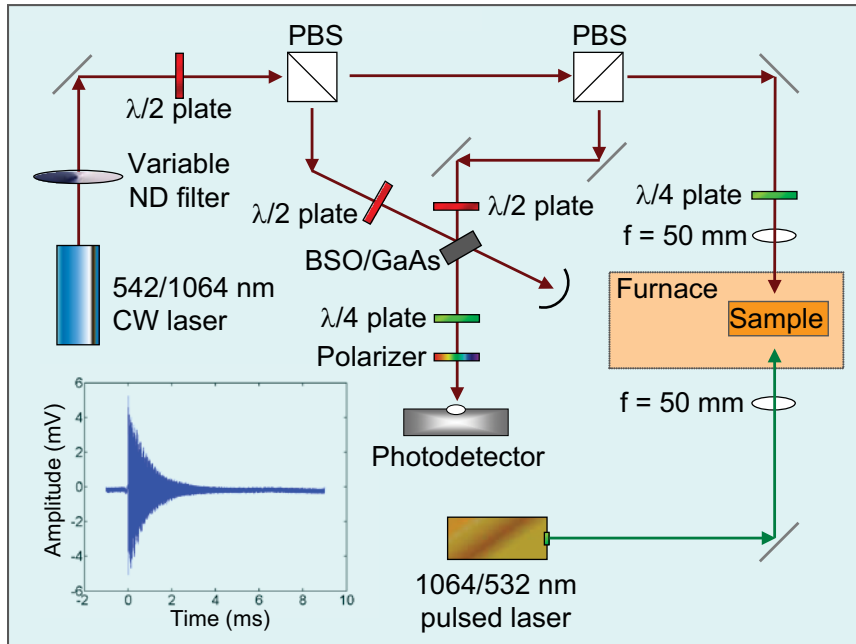 PBS
PBS
λ/2 plate
Variable
ND filter
λ/2 plate
λ/2 plate
λ/4 plate
f = 50 mm
BSO/GaAs
542/1064 nm
CW laser
Furnace
Sample
λ/4 plate
Polarizer
f = 50 mm
Photodetector
Amplitude (mV)
6
4
2
0
-2
-4
-6
-2
0
2
4
6
8
10
Time (ms)
1064/532 nm
pulsed laser